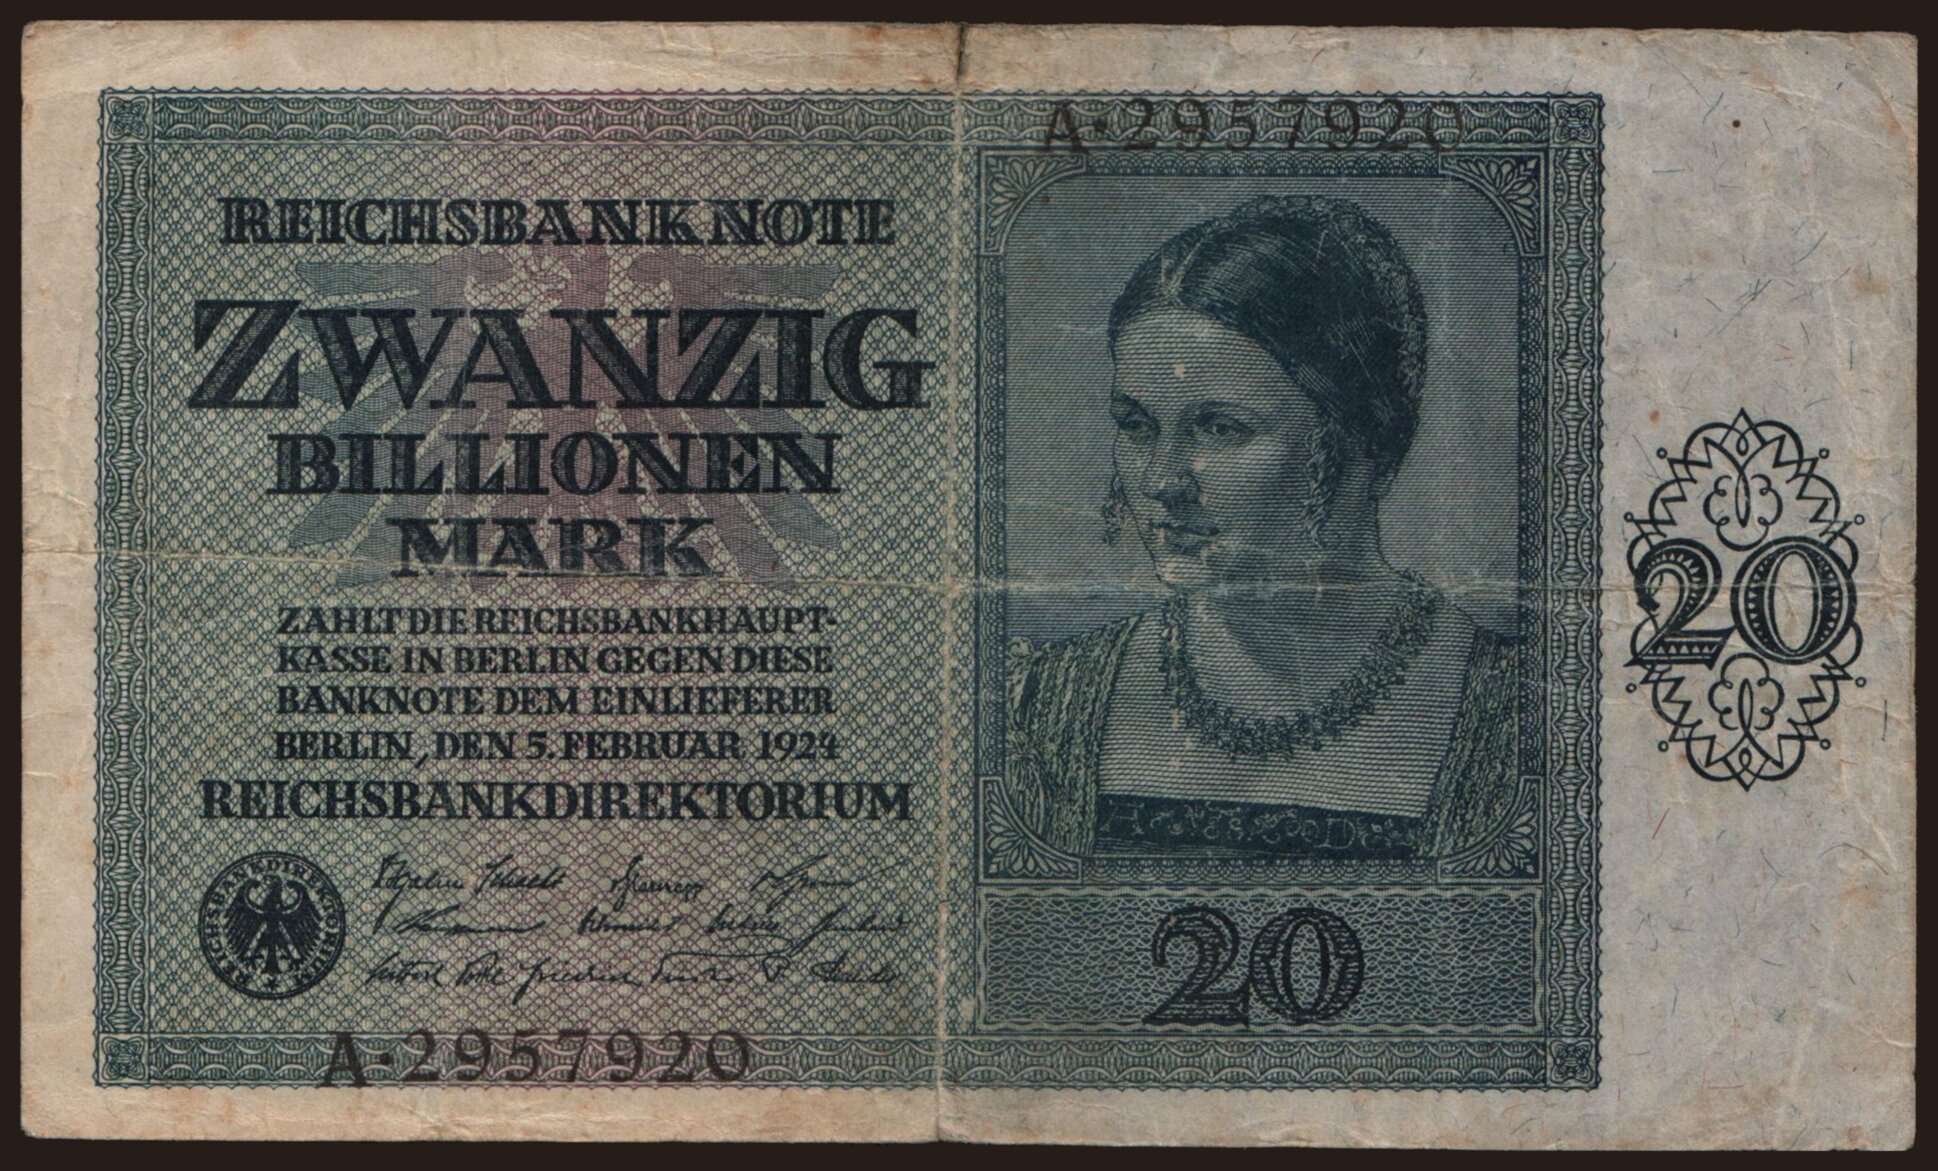 A·2957920
REICHSBANKNOTE
ZWANZIG
BILLIONEN
MARK
ZAHLT DIE REICHSBANKHAUPT-
KASSE IN BERLIN GEGEN DIESE
BANKNOTE DEM EINLIEFERER
BERLIN, DEN 5. FEBRUAR 1924
REICHSBANKDIREKTORIUM
REICHSBANKDIREKTORIUM
A·2957920
20
20